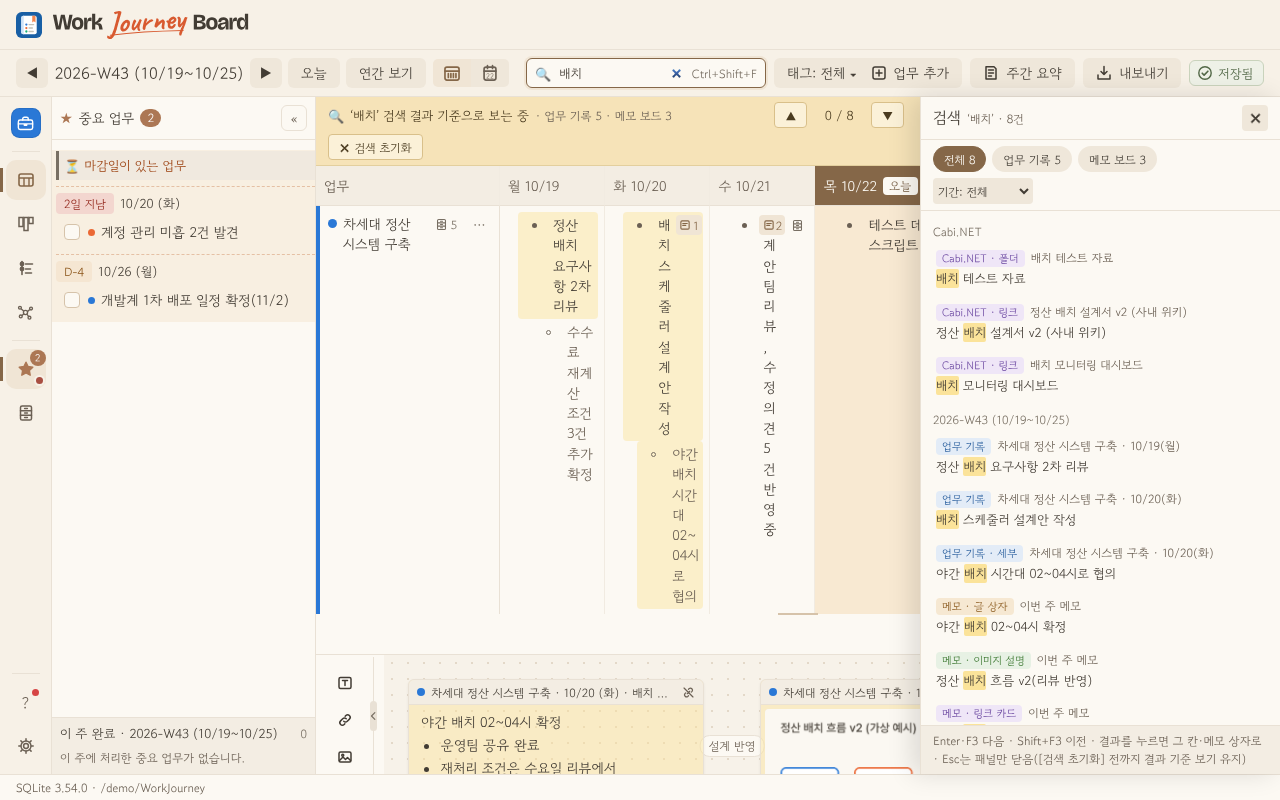 Work Journey Board
◀ 2026-W43 (10/19~10/25) ▶ 오늘 연간 보기 배치 ✕ Ctrl+Shift+F 태그: 전체 업무 추가 주간 요약 내보내기 저장됨
★ 중요 업무 2 «
⏳ 마감일이 있는 업무
2일 지남 10/20 (화)
계정 관리 미흡 2건 발견
D-4 10/26 (월)
개발계 1차 배포 일정 확정(11/2)
이 주 완료 · 2026-W43 (10/19~10/25) 0
이 주에 처리한 중요 업무가 없습니다.
2
?
‘배치’ 검색 결과 기준으로 보는 중 · 업무 기록 5 · 메모 보드 3 ▲ 0 / 8 ▼
✕ 검색 초기화
업무 월 10/19 화 10/20 수 10/21 목 10/22 오늘
차세대 정산
시스템 구축
5 ⋯
정산
배치
요구사
항 2차
리뷰
수수
료
재계
산
조건
3건
추가
확정
배
치
스
케
줄
러
설
계
안
작
성
1
야간
배치
시간
대
02~
04시
로
협의
2
계
안
팀
리
뷰
,
수
정
의
견
5
건
반
영
중
테스트 데
스크립트
차세대 정산 시스템 구축 · 10/20 (화) · 배치 ...
야간 배치 02~04시 확정
운영팀 공유 완료
재처리 조건은 수요일 리뷰에서
설계 반영
차세대 정산 시스템 구축 · 1
정산 배치 흐름 v2 (가상 예시)
검색 ‘배치’ · 8건 ✕
전체 8 업무 기록 5 메모 보드 3
기간: 전체
Cabi.NET
Cabi.NET · 폴더 배치 테스트 자료
배치 테스트 자료
Cabi.NET · 링크 정산 배치 설계서 v2 (사내 위키)
정산 배치 설계서 v2 (사내 위키)
Cabi.NET · 링크 배치 모니터링 대시보드
배치 모니터링 대시보드
2026-W43 (10/19~10/25)
업무 기록 차세대 정산 시스템 구축 · 10/19(월)
정산 배치 요구사항 2차 리뷰
업무 기록 차세대 정산 시스템 구축 · 10/20(화)
배치 스케줄러 설계안 작성
업무 기록 · 세부 차세대 정산 시스템 구축 · 10/20(화)
야간 배치 시간대 02~04시로 협의
메모 · 글 상자 이번 주 메모
야간 배치 02~04시 확정
메모 · 이미지 설명 이번 주 메모
정산 배치 흐름 v2(리뷰 반영)
메모 · 링크 카드 이번 주 메모
Enter·F3 다음 · Shift+F3 이전 · 결과를 누르면 그 칸·메모 상자로
· Esc는 패널만 닫음([검색 초기화] 전까지 결과 기준 보기 유지)
SQLite 3.54.0 · /demo/WorkJourney